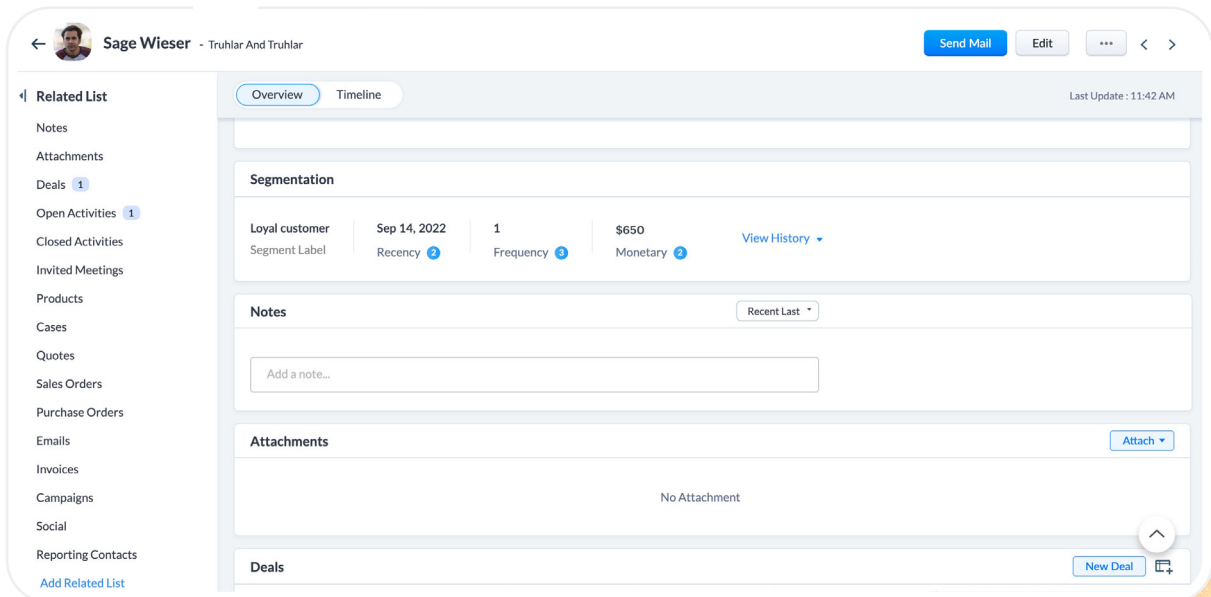 Sage Wieser - Truhlar And Truhlar
Send Mail
Edit
Related List
Notes
Attachments
Deals 1
Open Activities 1
Closed Activities
Invited Meetings
Products
Cases
Quotes
Sales Orders
Purchase Orders
Emails
Invoices
Campaigns
Social
Reporting Contacts
Add Related List
Overview
Timeline
Last Update : 11:42 AM
Segmentation
Loyal customer
Segment Label
Sep 14, 2022
Recency 2
1
Frequency 3
$650
Monetary 2
View History
Notes
Recent Last
Add a note...
Attachments
Attach
No Attachment
Deals
New Deal